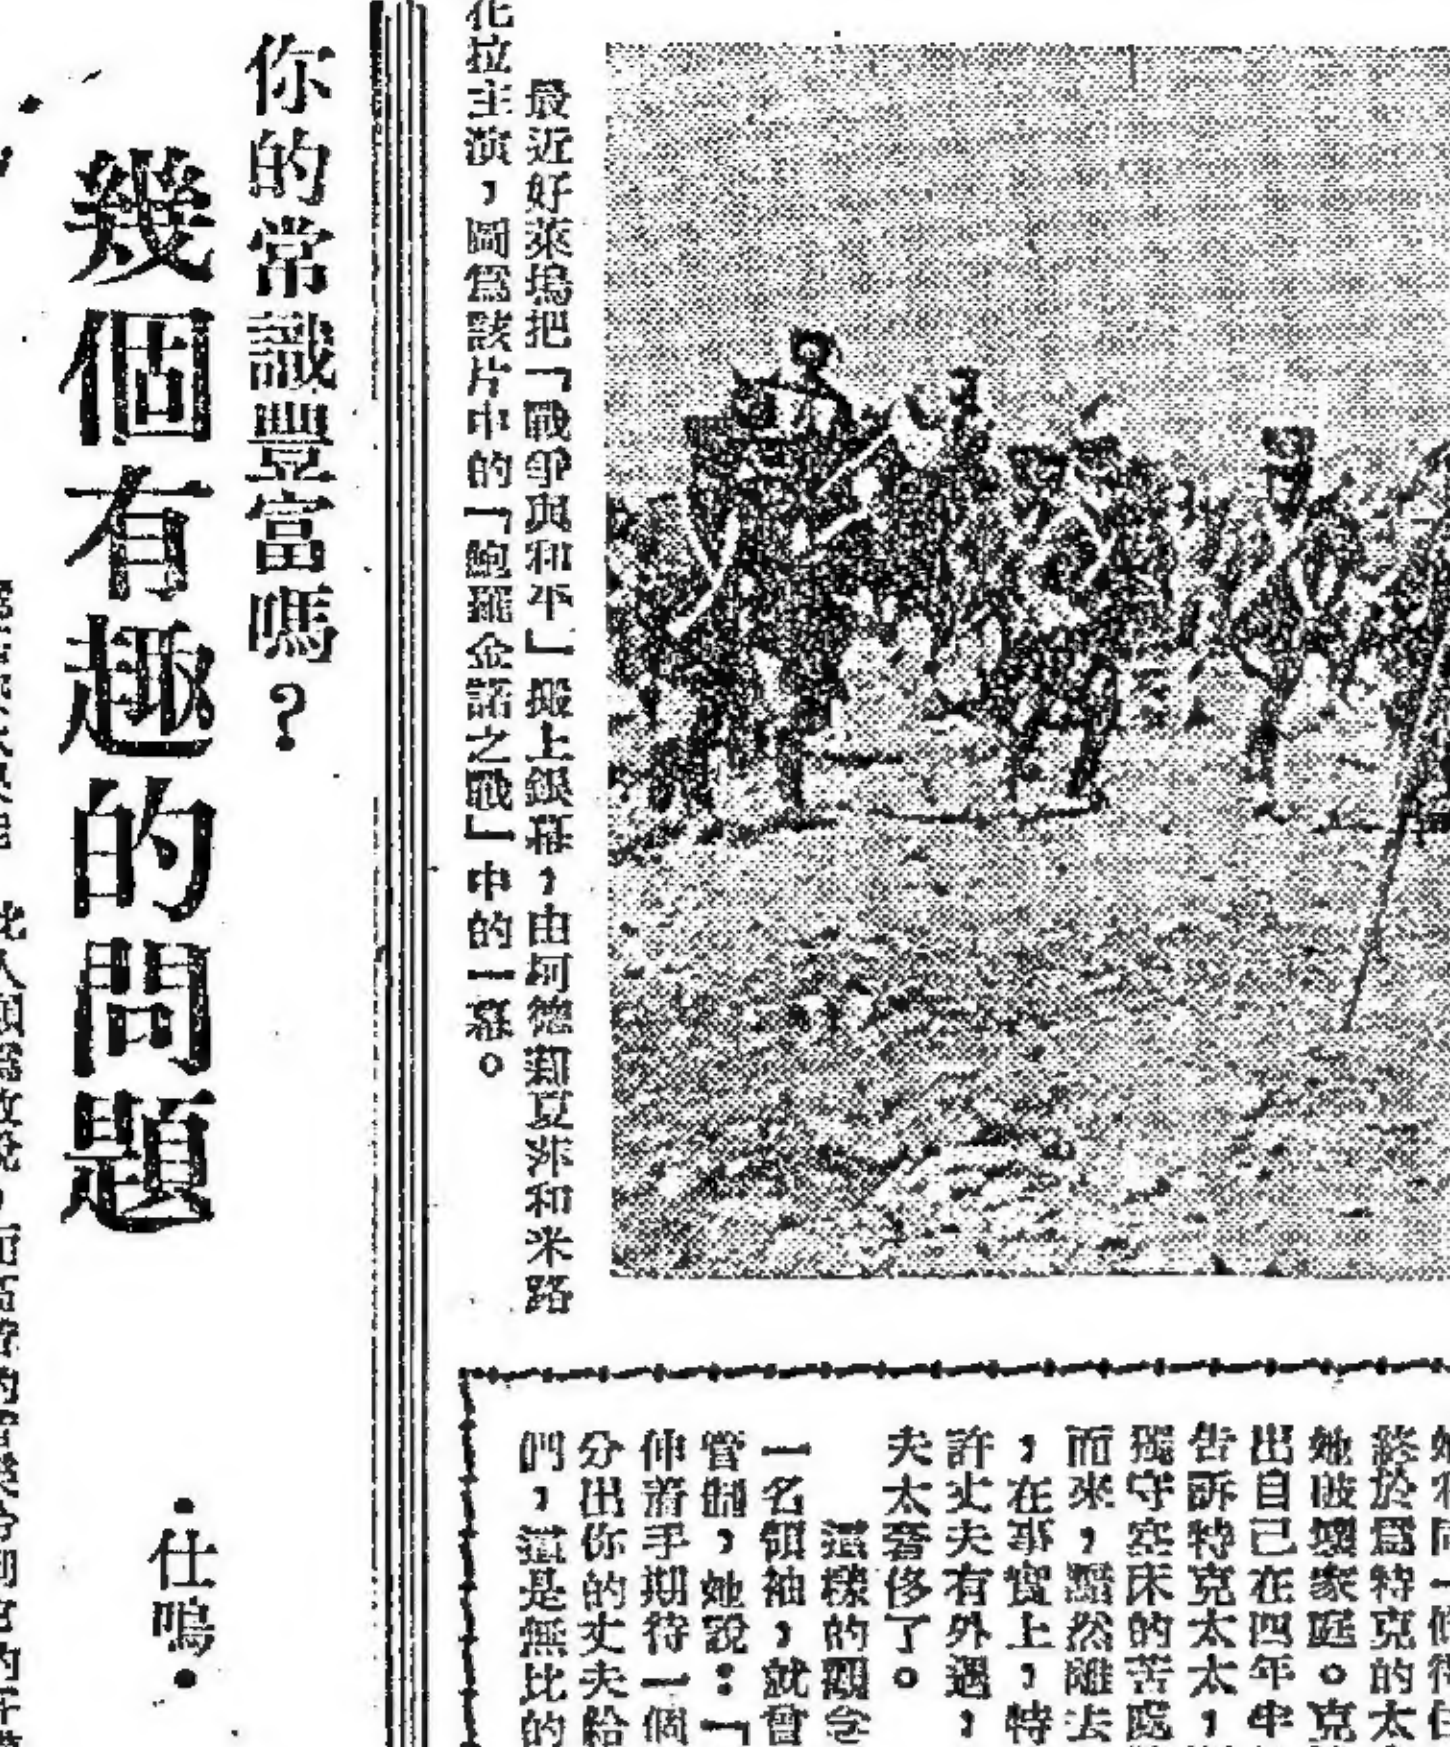 最近好萊塢把「戰爭與和平」搬上銀幕，由柯德莉夏沬和米路
化拉主演，圖為該片中的「鮑羅金諾之戰」中的一幕。
終於爲特克的太
她破壞家庭。克
出自己在四年中
告訴特克太太，
獨守空床的苦
而來，黯然離去
，在事實上，特
許丈夫有外遇，
夫太奢侈了。
這樣的觀念
一名領袖，就曾
管制，她說：「
伸着手期待一個
分出你的丈夫給
們，這是無比的
你的常識豐富嗎？
幾個有趣的問題
·仕鳴·